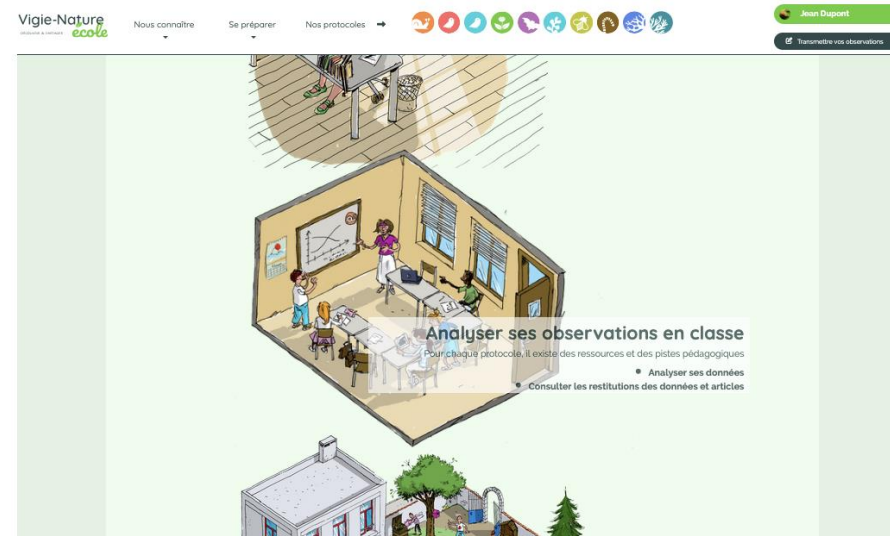 Vigie-Nature
école
Nous connaître
Se préparer
Nos protocoles
Jean Dupont
Transmettre vos observations
Analyser ses observations en classe
Pour chaque protocole, il existe des ressources et des pistes pédagogiques
Analyser ses données
Consulter les restitutions des données et articles